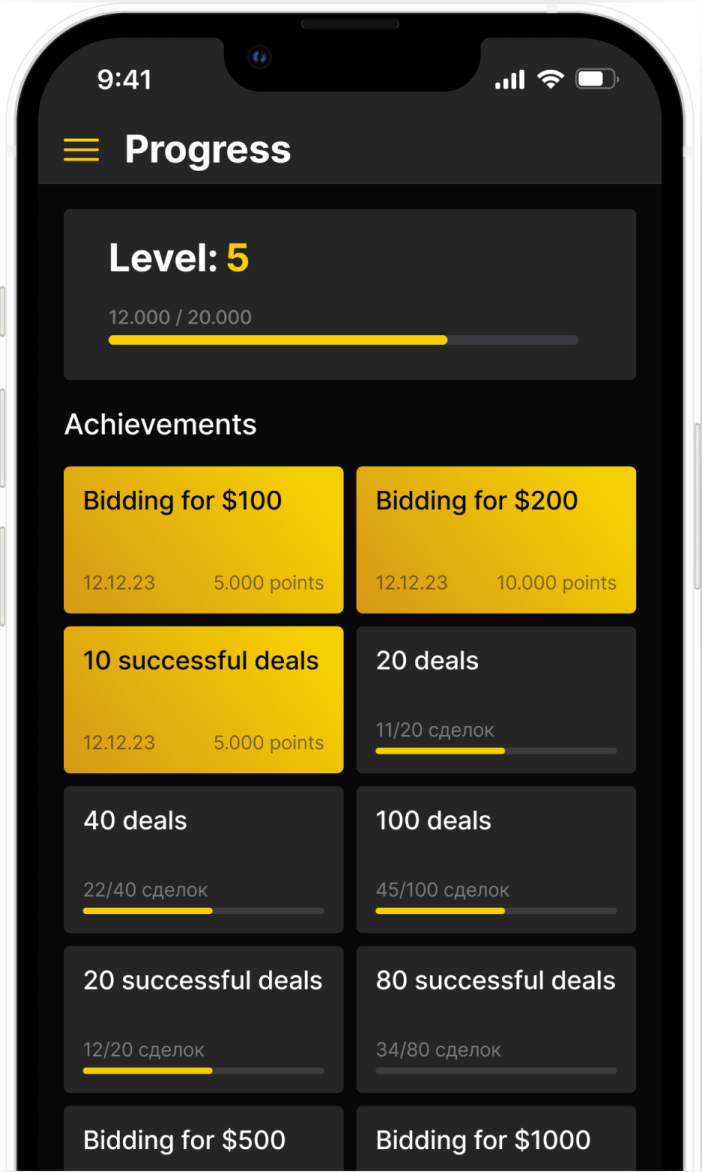 9:41
Progress
Level: 5
12.000 / 20.000
Achievements
Bidding for $100
12.12.23 5.000 points
Bidding for $200
12.12.23 10.000 points
10 successful deals
12.12.23 5.000 points
20 deals
11/20 сделок
40 deals
22/40 сделок
100 deals
45/100 сделок
20 successful deals
12/20 сделок
80 successful deals
34/80 сделок
Bidding for $500
Bidding for $1000